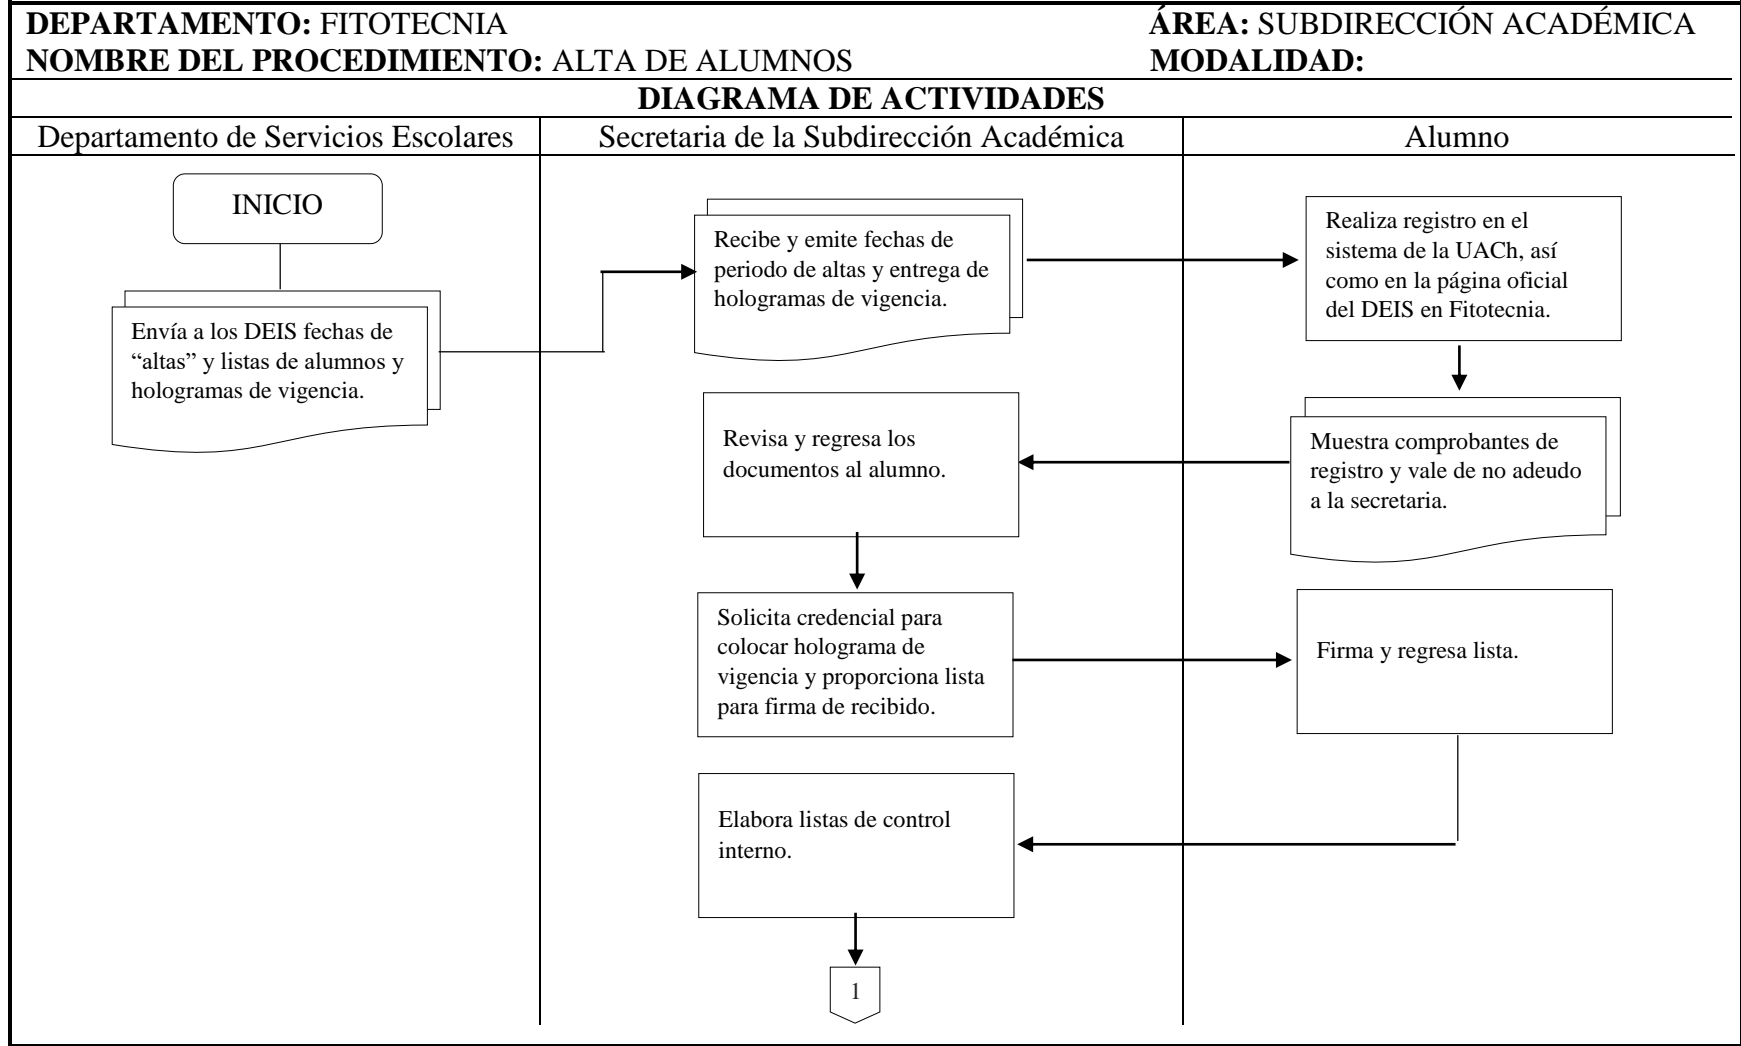 DEPARTAMENTO: FITOTECNIA
ÁREA: SUBDIRECCIÓN ACADÉMICA
NOMBRE DEL PROCEDIMIENTO: ALTA DE ALUMNOS
MODALIDAD:
DIAGRAMA DE ACTIVIDADES
Departamento de Servicios Escolares
Secretaria de la Subdirección Académica
Alumno
INICIO
Envía a los DEIS fechas de
“altas” y listas de alumnos y
hologramas de vigencia.
Recibe y emite fechas de
periodo de altas y entrega de
hologramas de vigencia.
Realiza registro en el
sistema de la UACh, así
como en la página oficial
del DEIS en Fitotecnia.
Muestra comprobantes de
registro y vale de no adeudo
a la secretaria.
Revisa y regresa los
documentos al alumno.
Solicita credencial para
colocar holograma de
vigencia y proporciona lista
para firma de recibido.
Firma y regresa lista.
Elabora listas de control
interno.
1